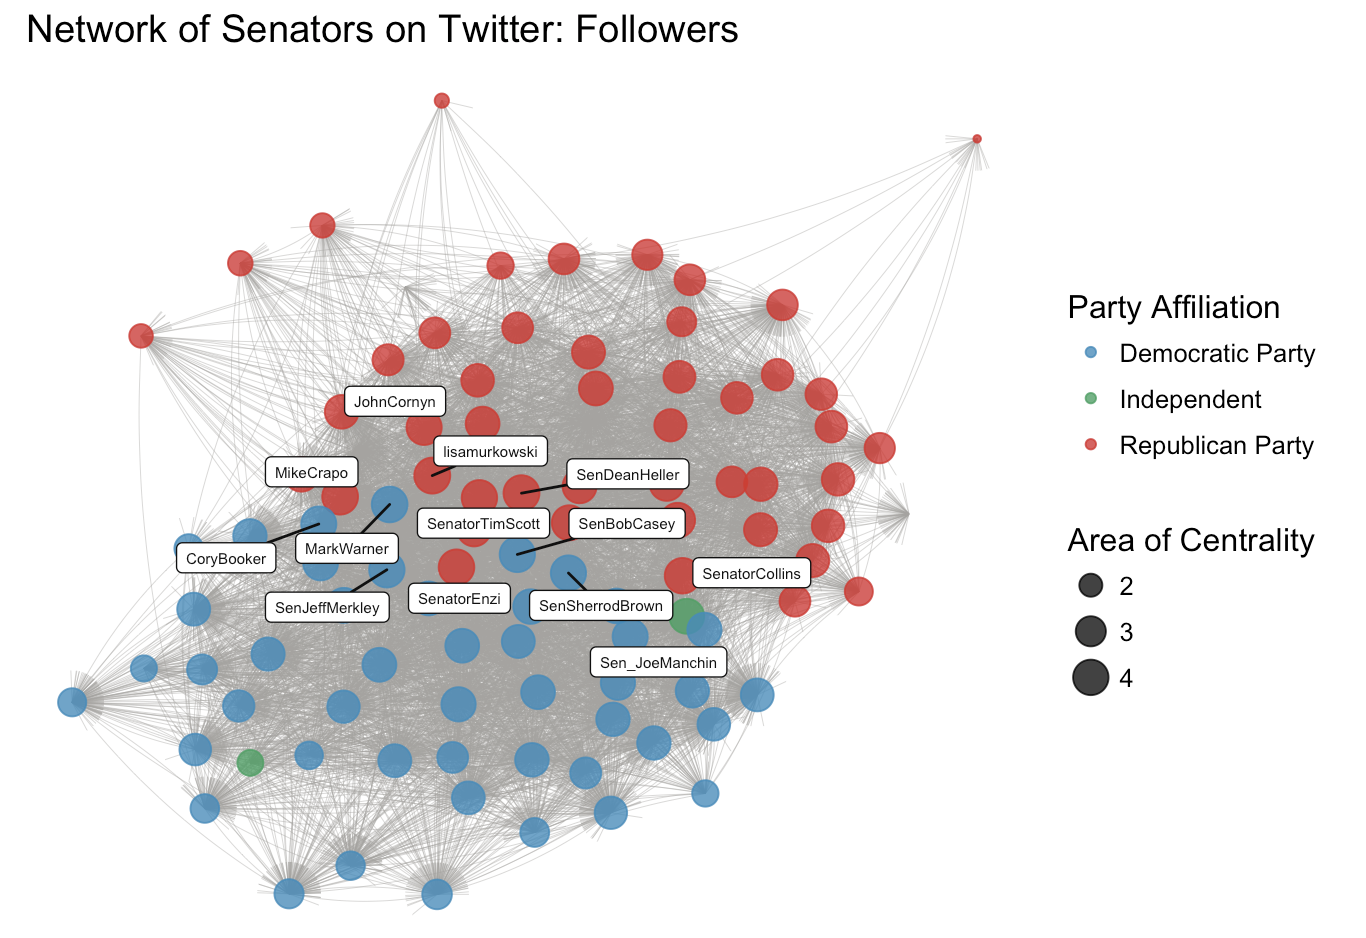 Network of Senators on Twitter: Followers
JohnCornyn
lisamurkowski
MikeCrapo
SenDeanHeller
SenatorTimScott
SenBobCasey
MarkWarner
CoryBooker
SenatorCollins
SenatorEnzi
SenJeffMerkley
SenSherrodBrown
Sen_JoeManchin
Party Affiliation
Democratic Party
Independent
Republican Party
Area of Centrality
2
3
4